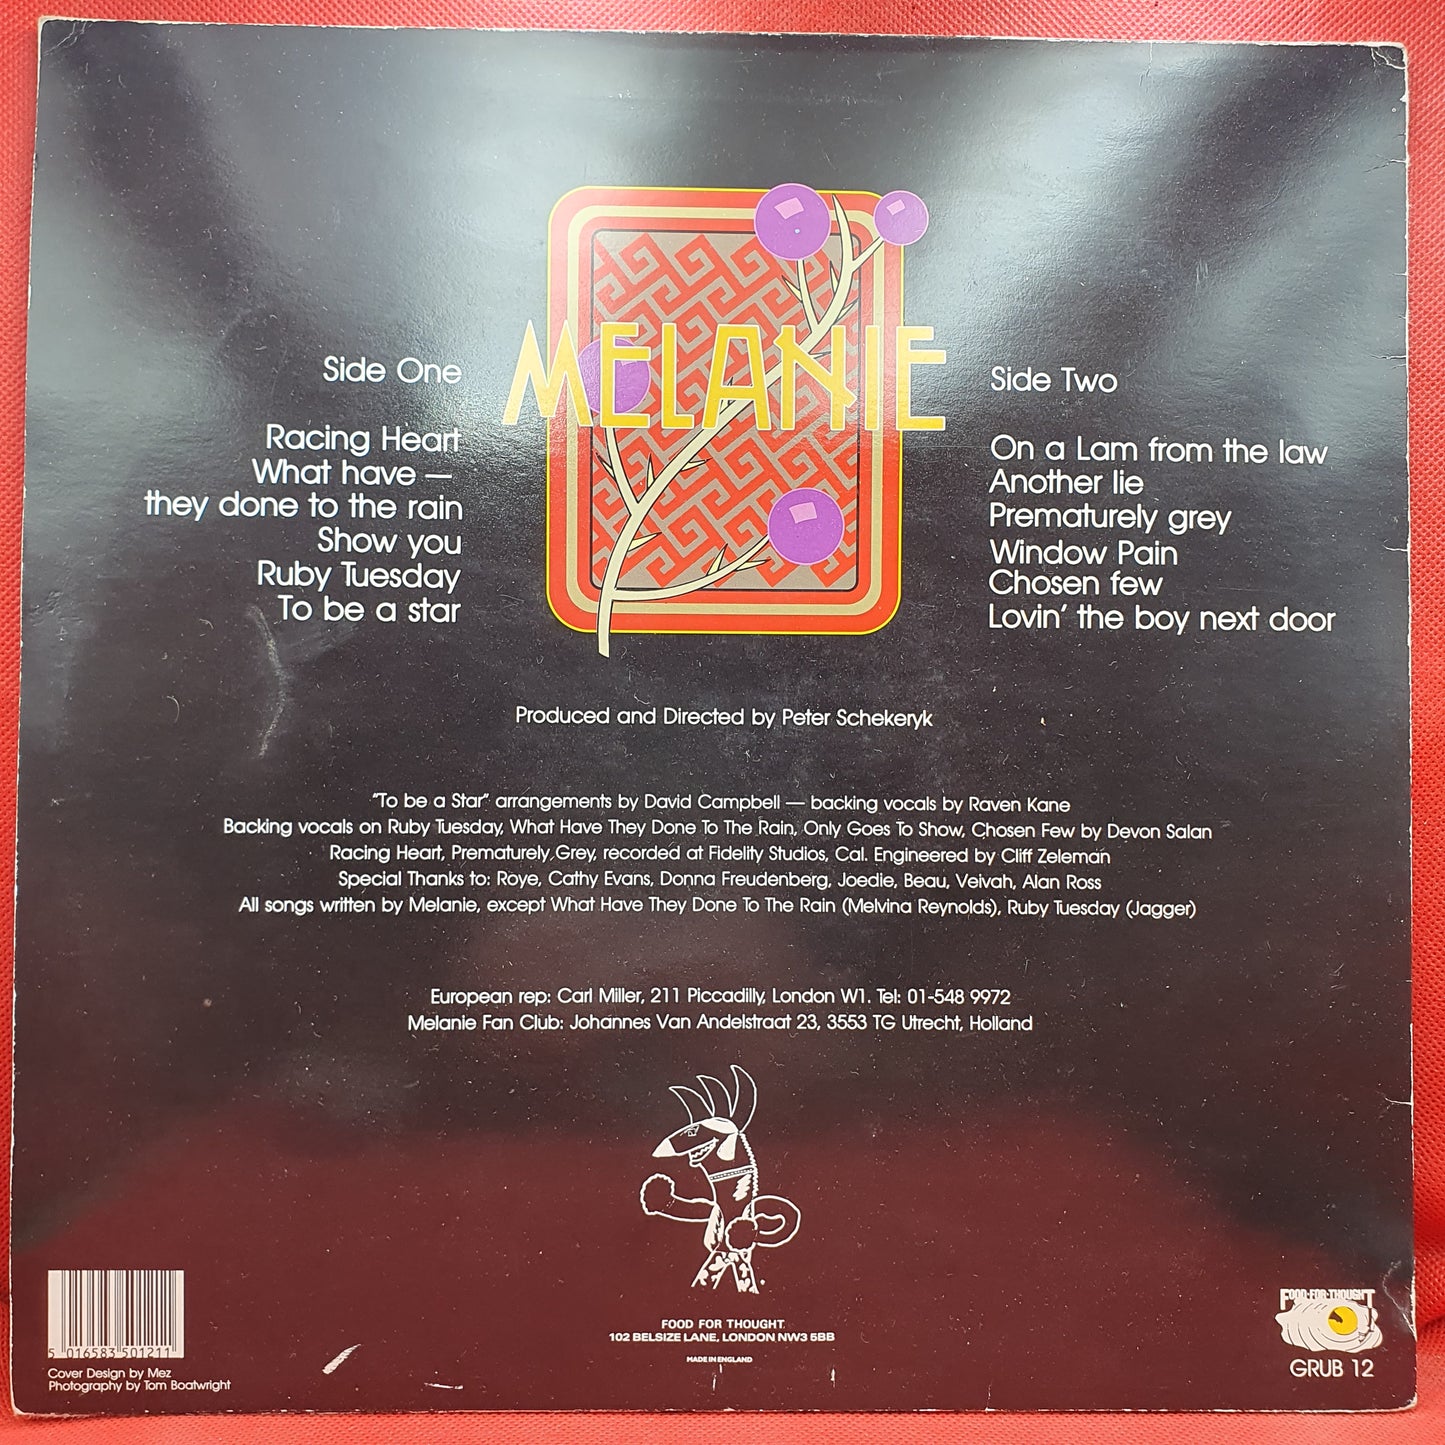 MELANIE
Side One
Racing Heart
What have —
they done to the rain
Show you
Ruby Tuesday
To be a star
Side Two
On a Lam from the law
Another lie
Prematurely grey
Window Pain
Chosen few
Lovin' the boy next door
Produced and Directed by Peter Schekeryk
"To be a Star" arrangements by David Campbell — backing vocals by Raven Kane
Backing vocals on Ruby Tuesday, What Have They Done To The Rain, Only Goes To Show, Chosen Few by Devon Salan
Racing Heart, Prematurely Grey, recorded at Fidelity Studios, Cal. Engineered by Cliff Zeleman
Special Thanks to: Roye, Cathy Evans, Donna Freudenberg, Joedie, Beau, Veivah, Alan Ross
All songs written by Melanie, except What Have They Done To The Rain (Melvina Reynolds), Ruby Tuesday (Jagger)
European rep: Carl Miller, 211 Piccadilly, London W1. Tel: 01-548 9972
Melanie Fan Club: Johannes Van Andelstraat 23, 3553 TG Utrecht, Holland
FOOD FOR THOUGHT.
102 BELSIZE LANE, LONDON NW3 5BB
MADE IN ENGLAND
5 016583 501211
Cover Design by Mez
Photography by Tom Boatwright
FOOD·FOR·THOUGHT
GRUB 12